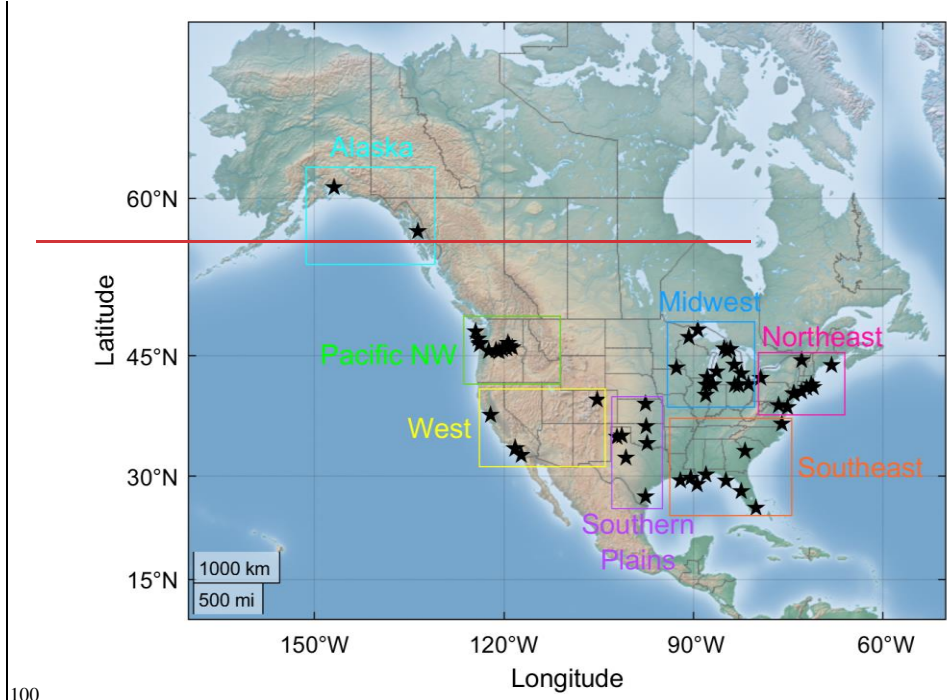 Alaska
60°N
Latitude
Midwest
Northeast
45°N
Pacific NW
West
Southeast
30°N
Southern
Plains
1000 km
500 mi
15°N
150°W
120°W
90°W
60°W
Longitude
100